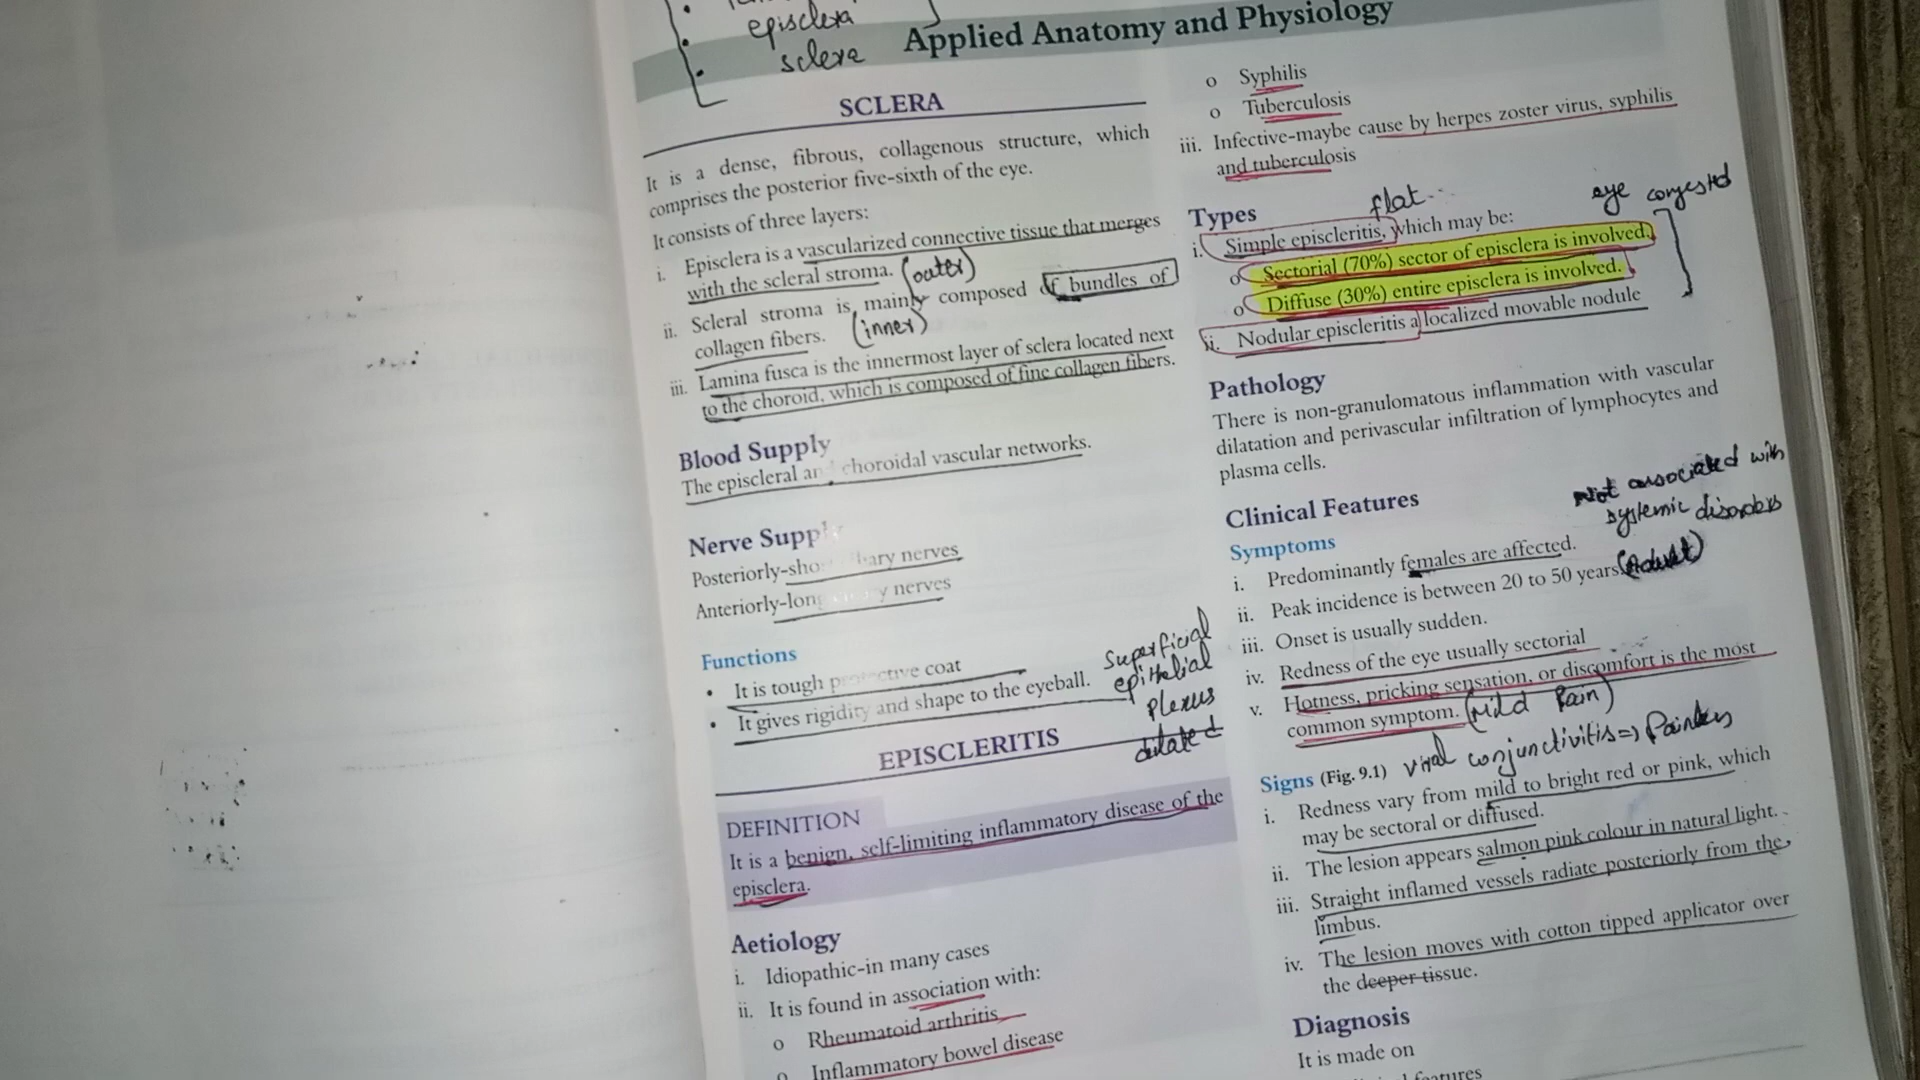 episclera
sclera
Applied Anatomy and Physiology
SCLERA
It is a dense, fibrous, collagenous structure, which
comprises the posterior five-sixth of the eye.
It consists of three layers:
i. Episclera is a vascularized connective tissue that merges
with the scleral stroma. (outer)
ii. Scleral stroma is mainly composed of bundles of
collagen fibers. (inner)
iii. Lamina fusca is the innermost layer of sclera located next
to the choroid, which is composed of fine collagen fibers.
Blood Supply
The episcleral and choroidal vascular networks.
Nerve Supply
Posteriorly-short ciliary nerves
Anteriorly-long ciliary nerves
Functions
• It is tough protective coat
• It gives rigidity and shape to the eyeball.
superficial
epithelial
plexus
dilated
EPISCLERITIS
DEFINITION
It is a benign, self-limiting inflammatory disease of the
episclera.
Aetiology
i. Idiopathic-in many cases
ii. It is found in association with:
o Rheumatoid arthritis
o Inflammatory bowel disease
o Syphilis
o Tuberculosis
iii. Infective-maybe cause by herpes zoster virus, syphilis
and tuberculosis
flat
eye congested
Types
i. Simple episcleritis, which may be:
o Sectorial (70%) sector of episclera is involved.
o Diffuse (30%) entire episclera is involved.
ii. Nodular episcleritis a localized movable nodule
Pathology
There is non-granulomatous inflammation with vascular
dilatation and perivascular infiltration of lymphocytes and
plasma cells.
Clinical Features
Not associated with
systemic disorders
Symptoms
i. Predominantly females are affected.
ii. Peak incidence is between 20 to 50 years. (Adult)
iii. Onset is usually sudden.
iv. Redness of the eye usually sectorial
v. Hotness, pricking sensation, or discomfort is the most
common symptom. (Mild Pain)
viral conjunctivitis => Painless
Signs (Fig. 9.1)
i. Redness vary from mild to bright red or pink, which
may be sectoral or diffused.
ii. The lesion appears salmon pink colour in natural light.
iii. Straight inflamed vessels radiate posteriorly from the
limbus.
iv. The lesion moves with cotton tipped applicator over
the deeper tissue.
Diagnosis
It is made on
features